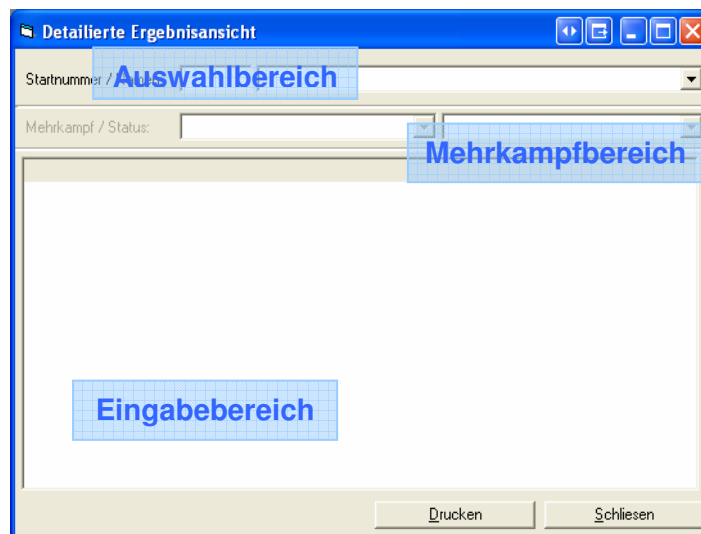 Detailierte Ergebnisansicht
Startnummer /
Auswahlbereich
Mehrkampf / Status:
Mehrkampfbereich
Eingabebereich
Drucken
Schliesen